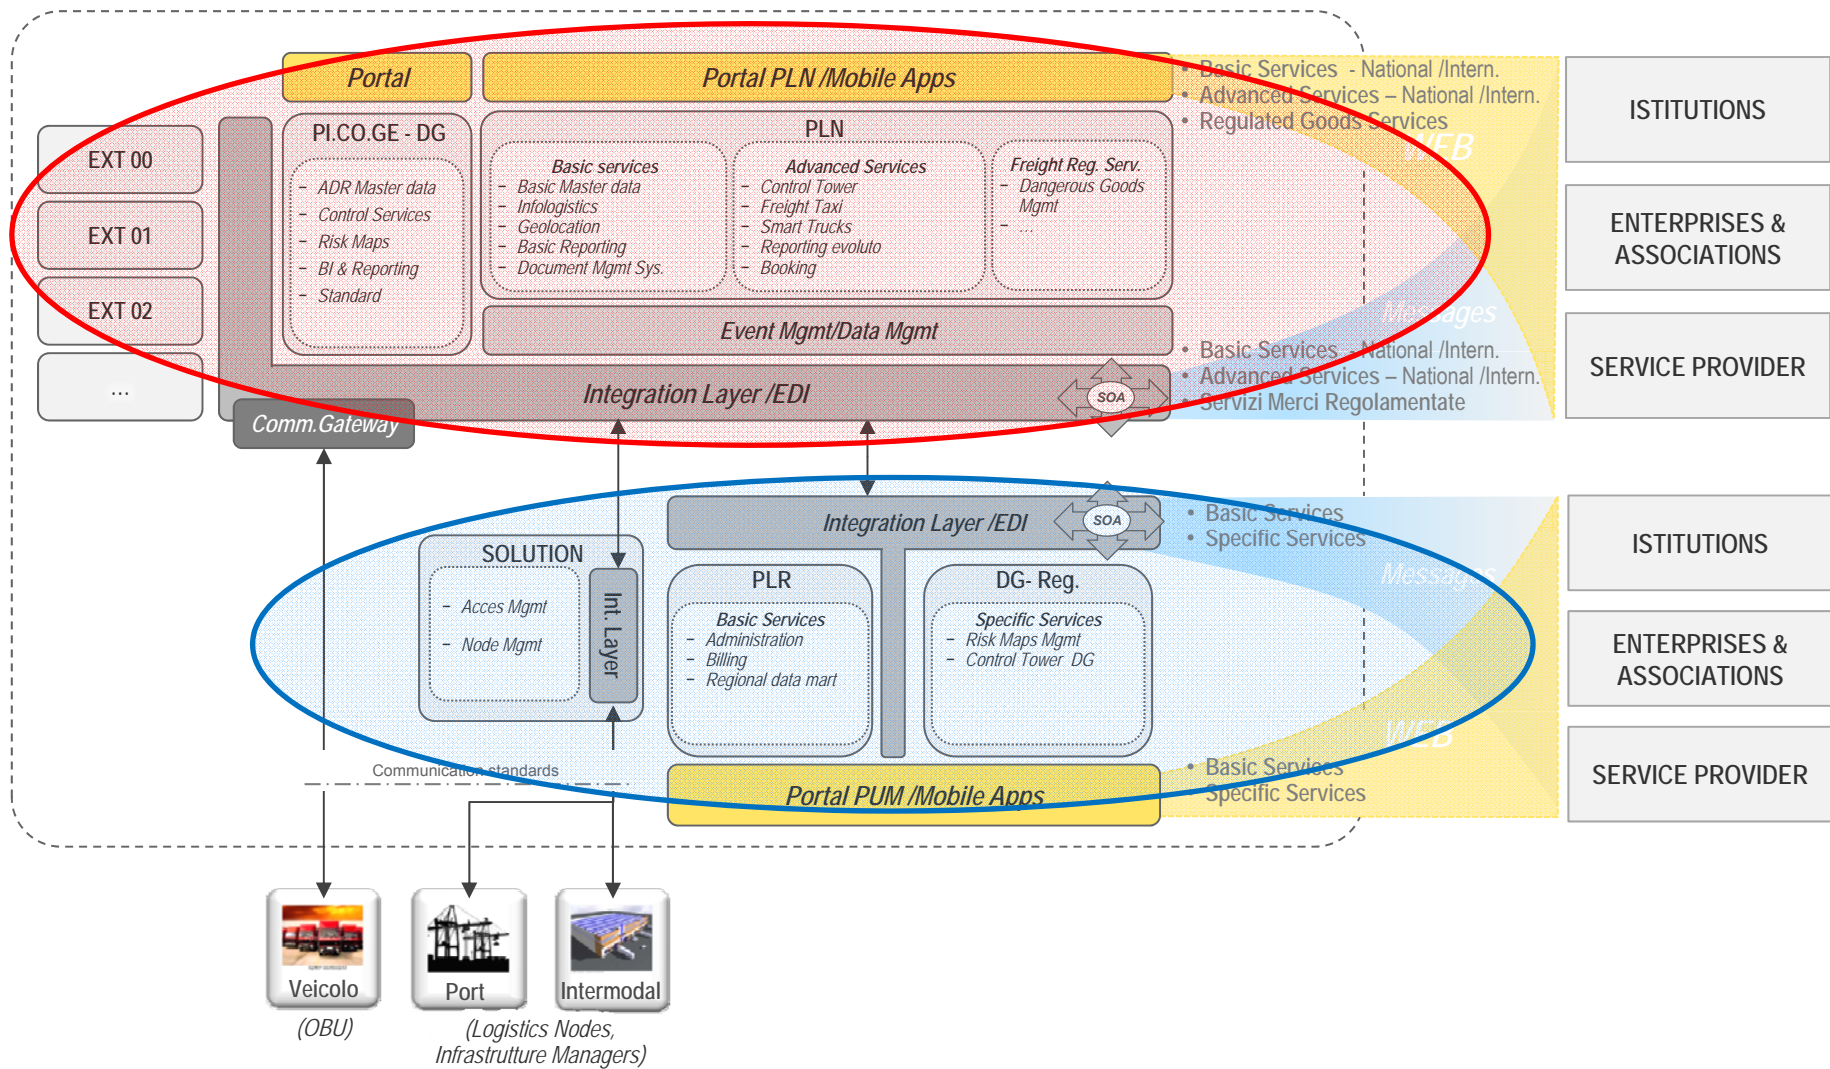 Portal
Portal PLN /Mobile Apps
• Basic Services - National /Intern.
• Advanced Services – National /Intern.
• Regulated Goods Services
WEB
ISTITUTIONS
EXT 00
EXT 01
EXT 02
...
PI.CO.GE - DG
– ADR Master data
– Control Services
– Risk Maps
– BI & Reporting
– Standard
PLN
Basic services
– Basic Master data
– Infologistics
– Geolocation
– Basic Reporting
– Document Mgmt Sys.
Advanced Services
– Control Tower
– Freight Taxi
– Smart Trucks
– Reporting evoluto
– Booking
Freight Reg. Serv.
– Dangerous Goods
Mgmt
– ...
ENTERPRISES &
ASSOCIATIONS
Event Mgmt/Data Mgmt
Messages
• Basic Services - National /Intern.
• Advanced Services – National /Intern.
• Servizi Merci Regolamentate
SERVICE PROVIDER
Integration Layer /EDI
SOA
Comm.Gateway
Integration Layer /EDI
SOA
• Basic Services
• Specific Services
Messages
ISTITUTIONS
SOLUTION
– Acces Mgmt
– Node Mgmt
Int. Layer
PLR
Basic Services
– Administration
– Billing
– Regional data mart
DG- Reg.
Specific Services
– Risk Maps Mgmt
– Control Tower DG
ENTERPRISES &
ASSOCIATIONS
WEB
• Basic Services
Specific Services
SERVICE PROVIDER
Communication standards
Portal PUM /Mobile Apps
Veicolo
Port
Intermodal
(OBU)
(Logistics Nodes,
Infrastrutture Managers)